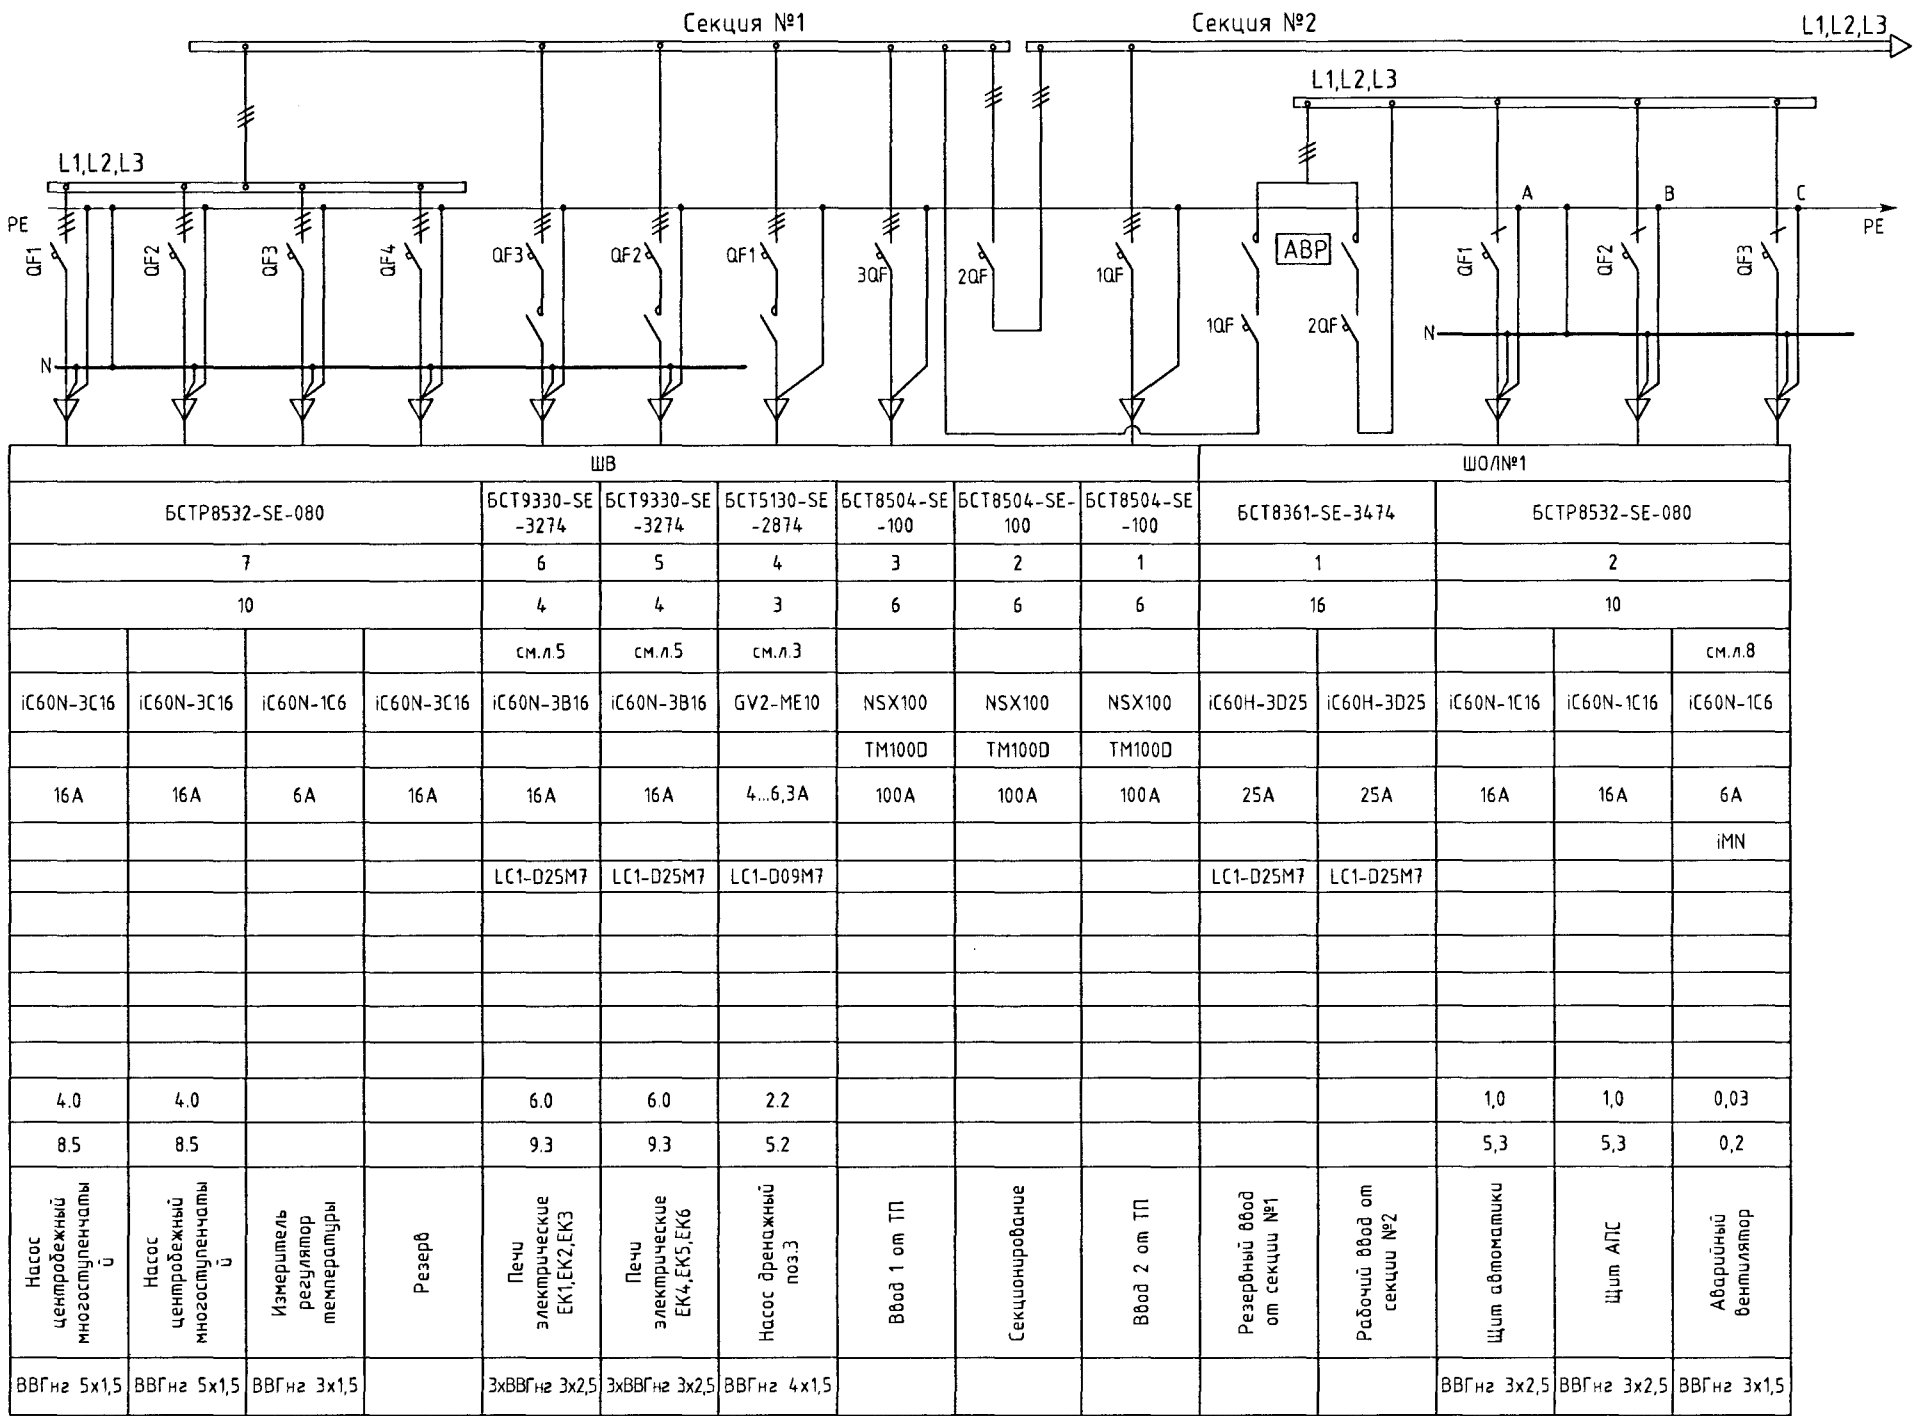 Секция №1
Секция №2
L1,L2,L3
L1,L2,L3
L1,L2,L3
A
B
C
PE
PE
QF1
QF2
QF3
QF4
QF3
QF2
QF1
3QF
2QF
1QF
АВР
QF1
QF2
QF3
1QF
2QF
N
N
ШВ
ШОЛ№1
БСТР8532-SE-080
БСТ9330-SE
-3274
БСТ9330-SE
-3274
БСТ5130-SE
-2874
БСТ8504-SE
-100
БСТ8504-SE-
100
БСТ8504-SE
-100
БСТ8361-SE-3474
БСТР8532-SE-080
7 6 5 4 3 2 1 1 2
10 4 4 3 6 6 6 16 10
см.л.5 см.л.5 см.л.3 см.л.8
iC60N-3C16 iC60N-3C16 iC60N-1C6 iC60N-3C16 iC60N-3B16 iC60N-3B16 GV2-ME10 NSX100 NSX100 NSX100 iC60H-3D25 iC60H-3D25 iC60N-1C16 iC60N-1C16 iC60N-1C6
TM100D TM100D TM100D
16A 16A 6A 16A 16A 16A 4...6,3A 100A 100A 100A 25A 25A 16A 16A 6A
iMN
LC1-D25M7 LC1-D25M7 LC1-D09M7 LC1-D25M7 LC1-D25M7
4.0 4.0 6.0 6.0 2.2 1,0 1,0 0,03
8.5 8.5 9.3 9.3 5.2 5,3 5,3 0,2
Насос
центробежный
многоступенчаты
й
Насос
центробежный
многоступенчаты
й
Измеритель
регулятор
температуры
Резерв
Печи
электрические
ЕК1,ЕК2,ЕК3
Печи
электрические
ЕК4,ЕК5,ЕК6
Насос дренажный
поз.3
Ввод 1 от ТП
Секционирование
Ввод 2 от ТП
Резервный ввод
от секции №1
Рабочий ввод от
секции №2
Щит автоматики
Щит АПС
Аварийный
вентилятор
ВВГнг 5х1,5 ВВГнг 5х1,5 ВВГнг 3х1,5 3хВВГнг 3х2,5 3хВВГнг 3х2,5 ВВГнг 4х1,5 ВВГнг 3х2,5 ВВГнг 3х2,5 ВВГнг 3х1,5